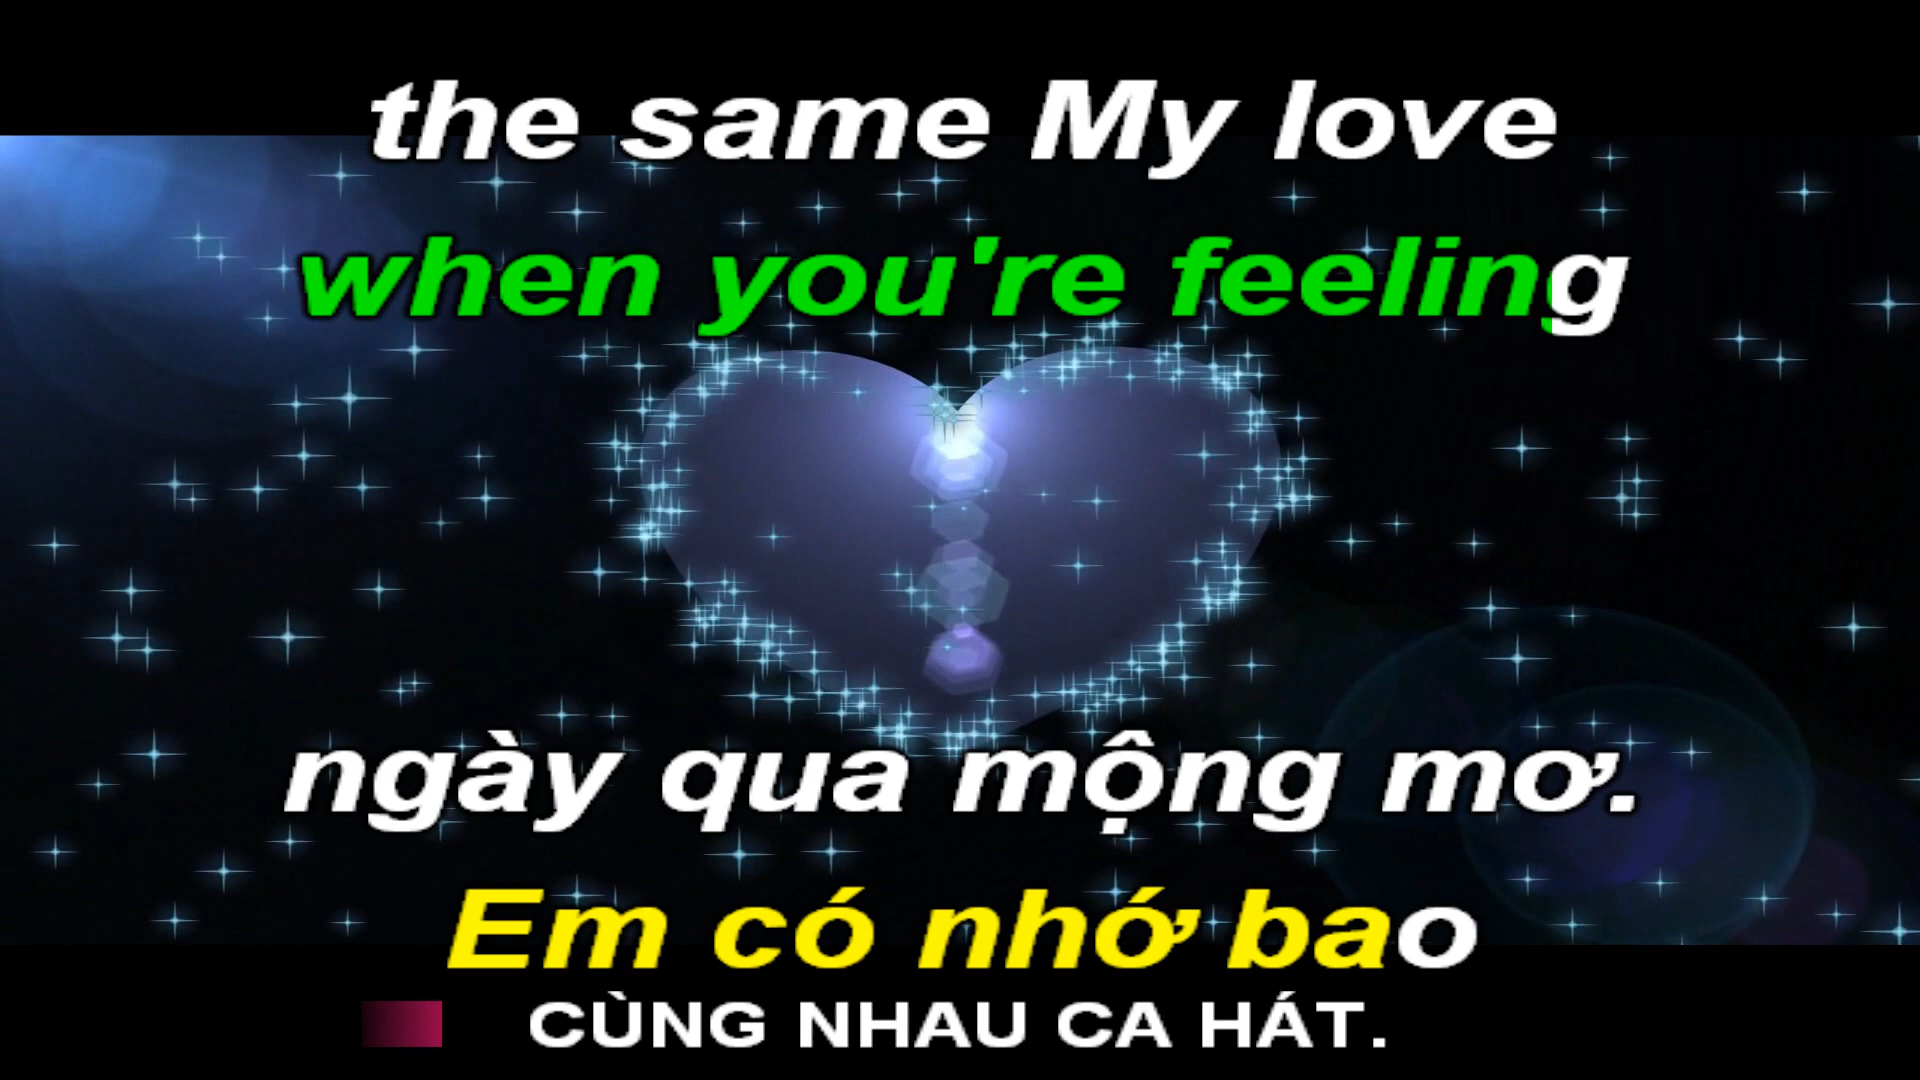 the same My love
when you're feeling
ngày qua mộng mơ.
Em có nhớ bao
CÙNG NHAU CA HÁT.